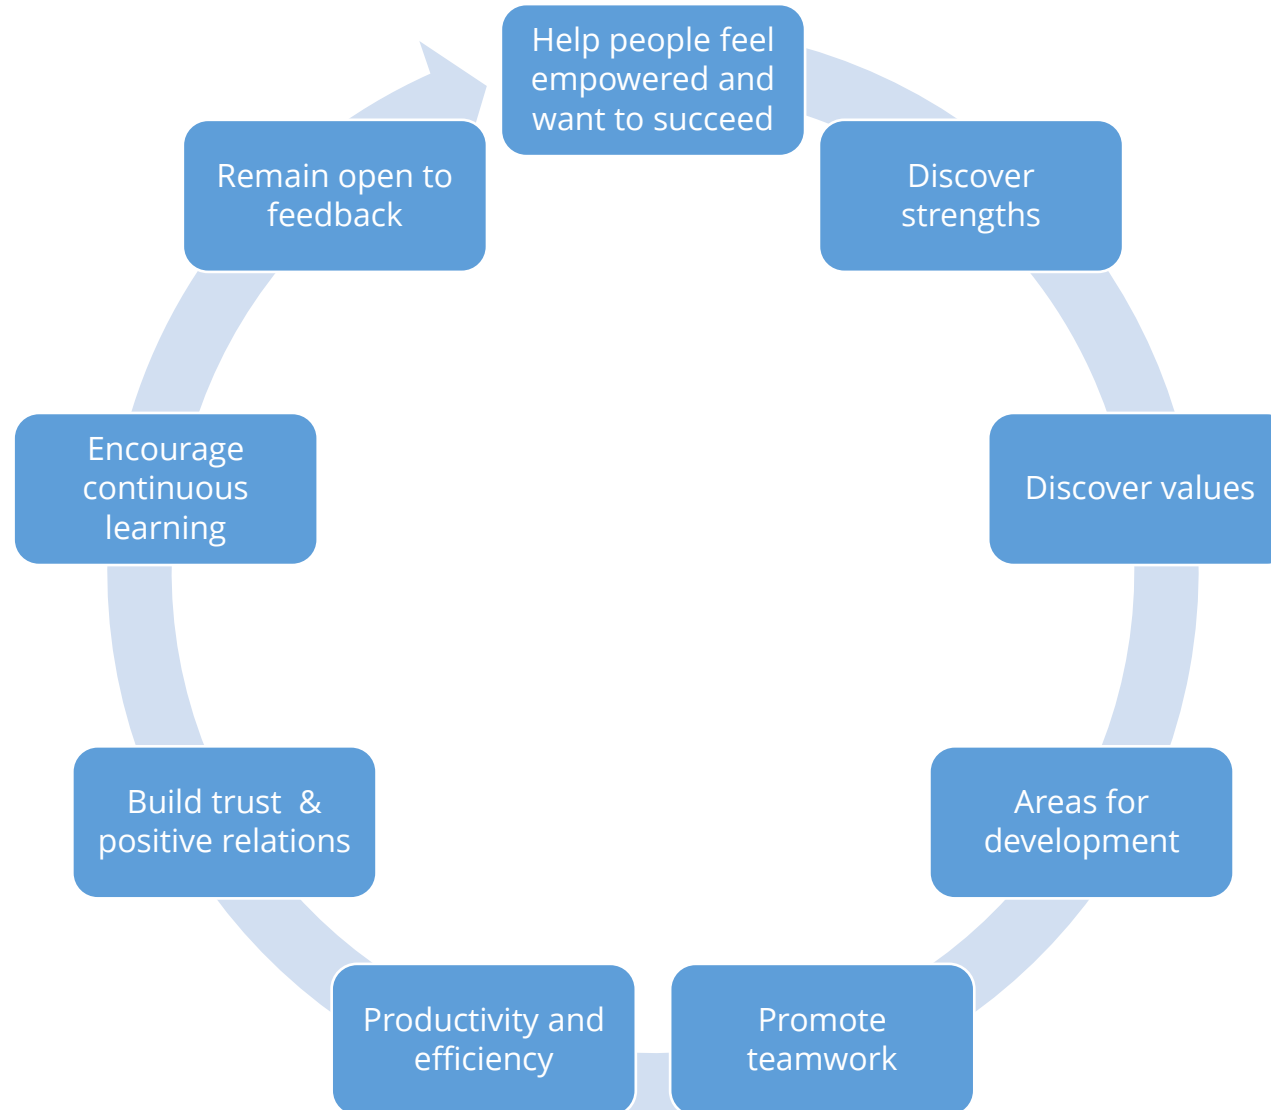 Help people feel
empowered and
want to succeed
Discover
strengths
Discover values
Areas for
development
Promote
teamwork
Productivity and
efficiency
Build trust  &
positive relations
Encourage
continuous
learning
Remain open to
feedback